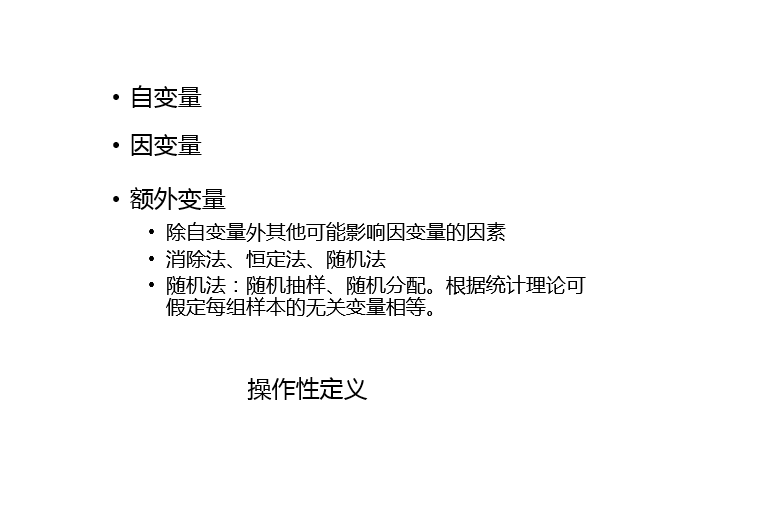 • 自变量
• 因变量
• 额外变量
• 除自变量外其他可能影响因变量的因素
• 消除法、恒定法、随机法
• 随机法：随机抽样、随机分配。根据统计理论可
假定每组样本的无关变量相等。
操作性定义